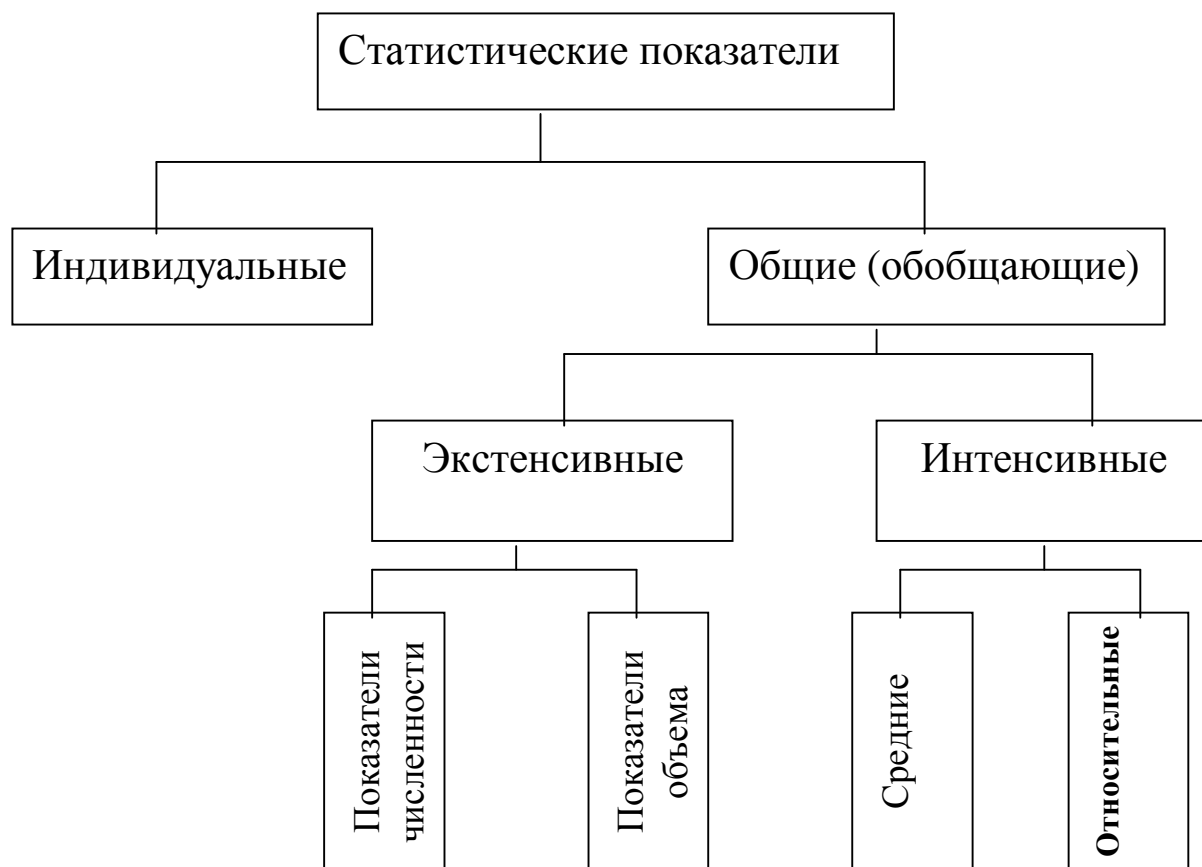 Статистические показатели
Индивидуальные
Общие (обобщающие)
Экстенсивные
Интенсивные
Показатели
численности
Показатели
объема
Средние
Относительные